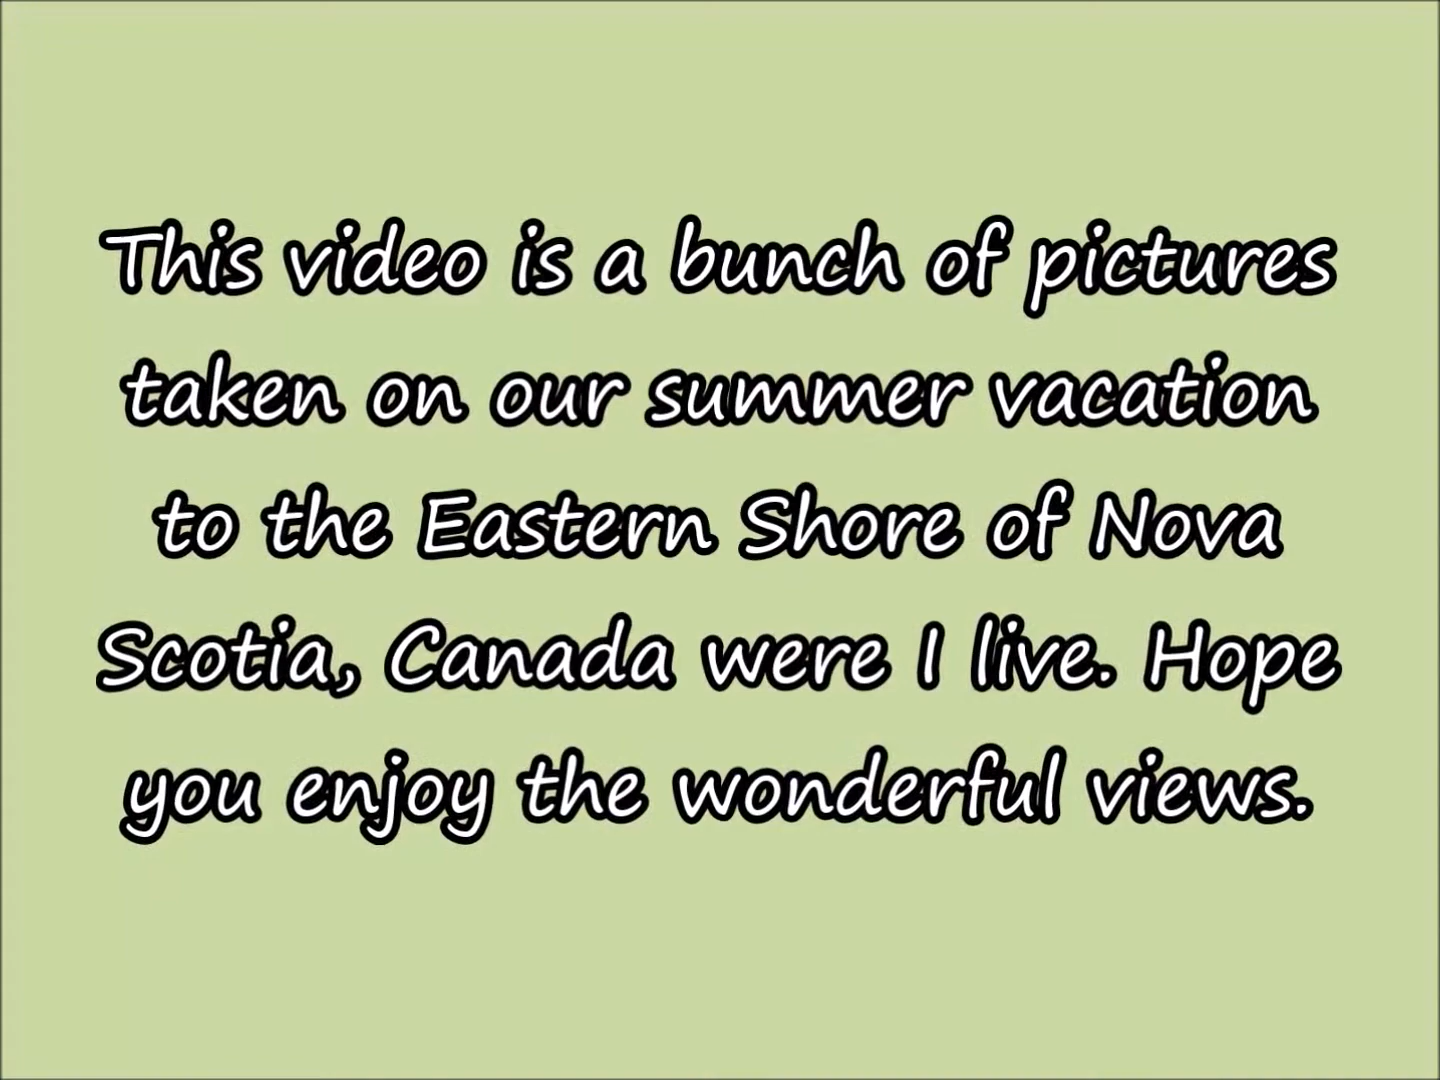 This video is a bunch of pictures
taken on our summer vacation
to the Eastern Shore of Nova
Scotia, Canada were I live. Hope
you enjoy the wonderful views.